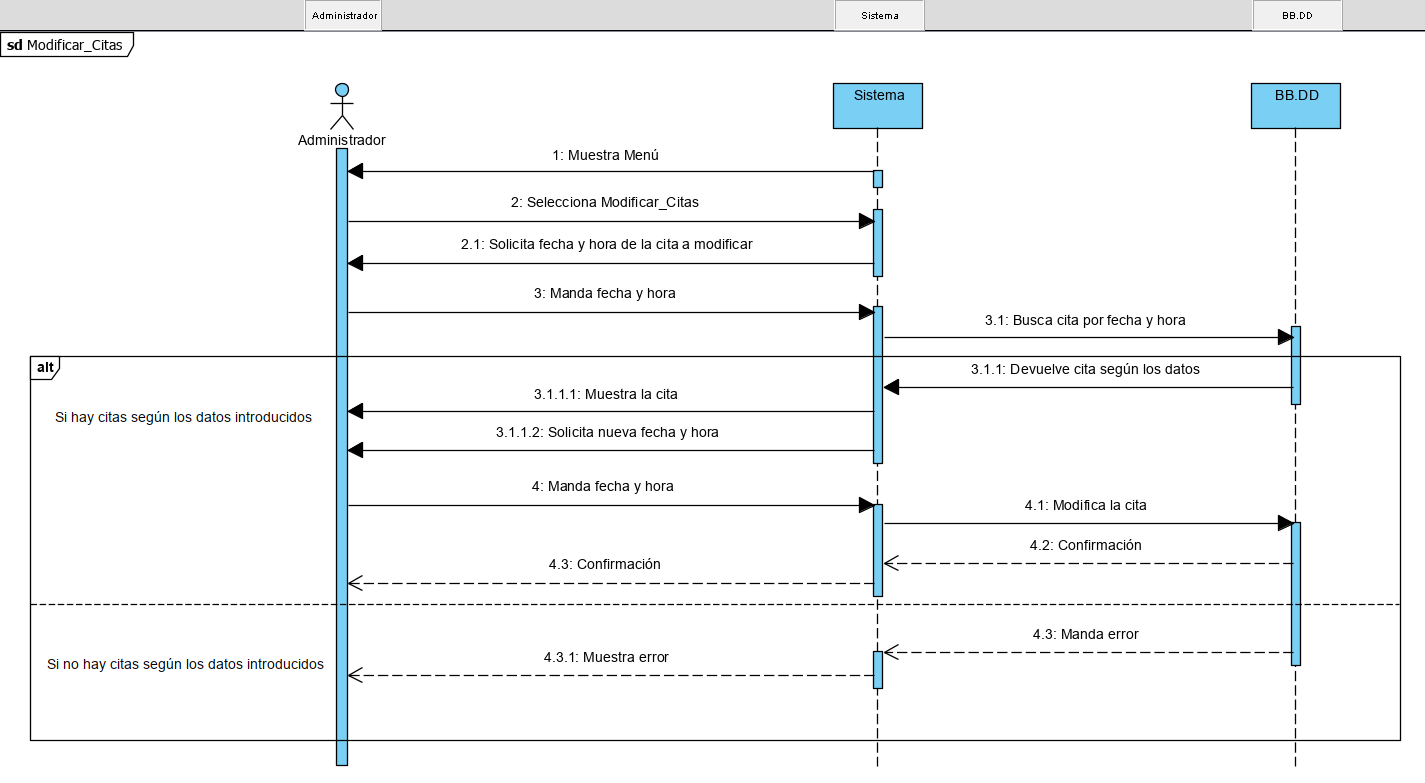 Administrador
Sistema
BB.DD
sd Modificar_Citas
Sistema
BB.DD
Administrador
1: Muestra Menú
2: Selecciona Modificar_Citas
2.1: Solicita fecha y hora de la cita a modificar
3: Manda fecha y hora
3.1: Busca cita por fecha y hora
alt
3.1.1: Devuelve cita según los datos
3.1.1.1: Muestra la cita
Si hay citas según los datos introducidos
3.1.1.2: Solicita nueva fecha y hora
4: Manda fecha y hora
4.1: Modifica la cita
4.2: Confirmación
4.3: Confirmación
4.3: Manda error
4.3.1: Muestra error
Si no hay citas según los datos introducidos